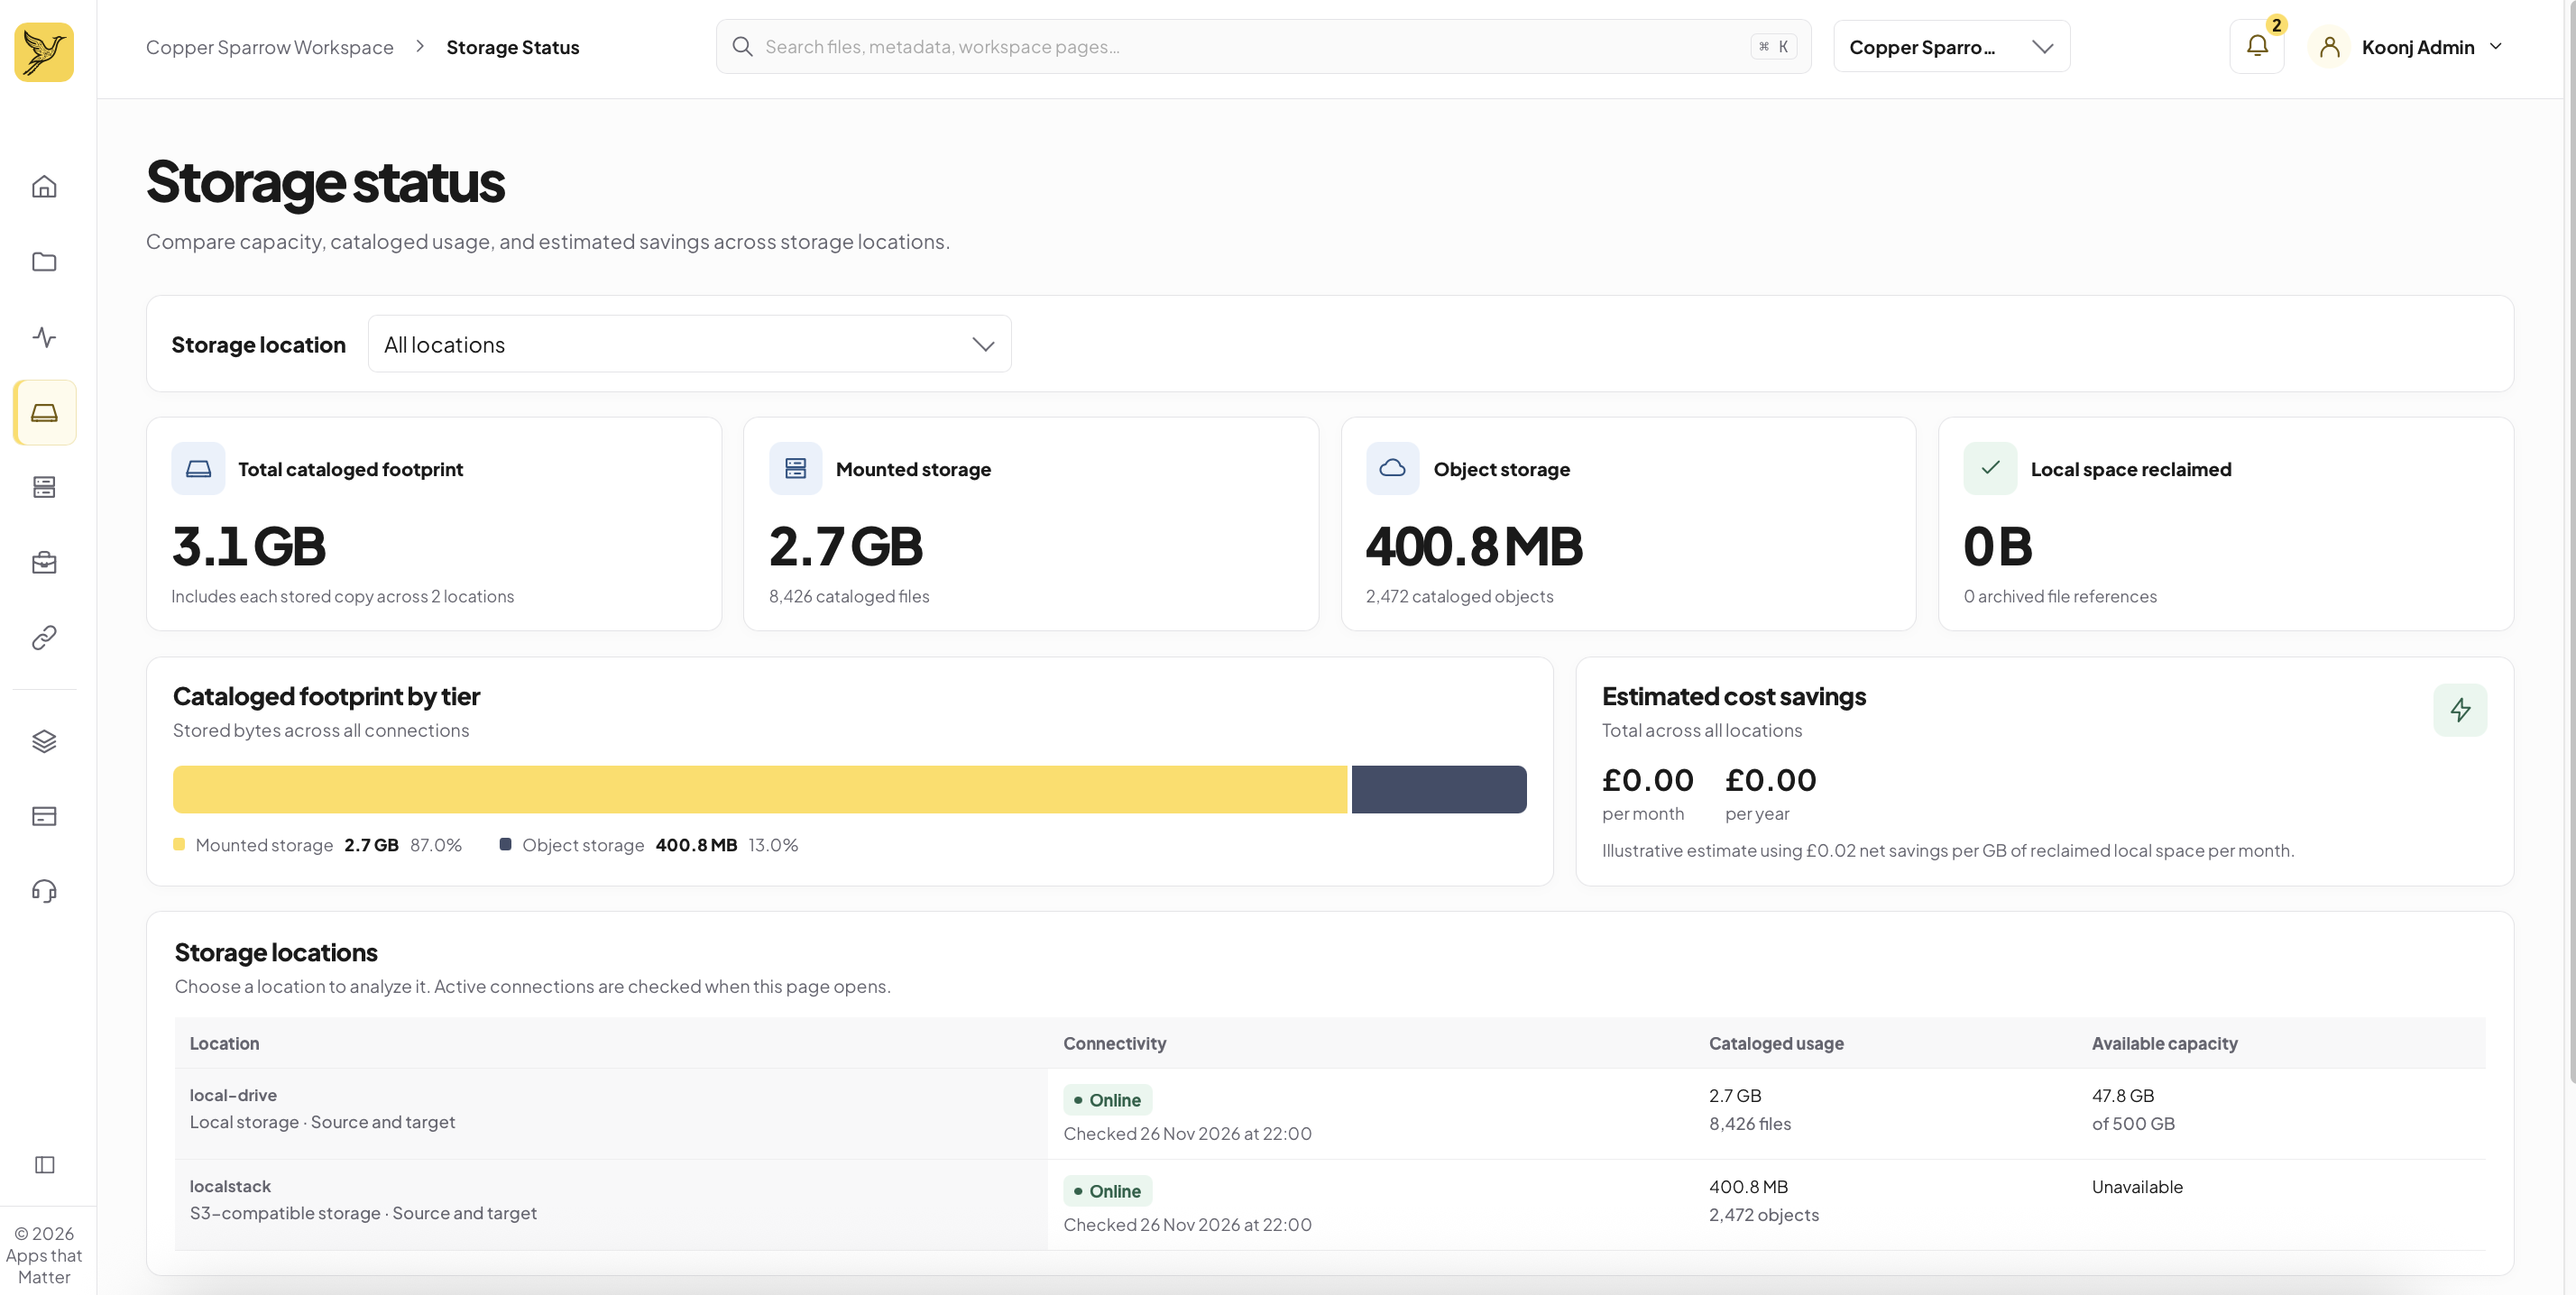 Copper Sparrow Workspace > Storage Status
Search files, metadata, workspace pages...
⌘ K
Copper Sparro...
2
Koonj Admin
Storage status
Compare capacity, cataloged usage, and estimated savings across storage locations.
Storage location
All locations
Total cataloged footprint
3.1 GB
Includes each stored copy across 2 locations
Mounted storage
2.7 GB
8,426 cataloged files
Object storage
400.8 MB
2,472 cataloged objects
Local space reclaimed
0 B
0 archived file references
Cataloged footprint by tier
Stored bytes across all connections
Mounted storage 2.7 GB 87.0%
Object storage 400.8 MB 13.0%
Estimated cost savings
Total across all locations
£0.00 £0.00
per month per year
Illustrative estimate using £0.02 net savings per GB of reclaimed local space per month.
Storage locations
Choose a location to analyze it. Active connections are checked when this page opens.
Location Connectivity Cataloged usage Available capacity
local-drive
Local storage · Source and target
Online
Checked 26 Nov 2026 at 22:00
2.7 GB
8,426 files
47.8 GB
of 500 GB
localstack
S3-compatible storage · Source and target
Online
Checked 26 Nov 2026 at 22:00
400.8 MB
2,472 objects
Unavailable
© 2026
Apps that
Matter